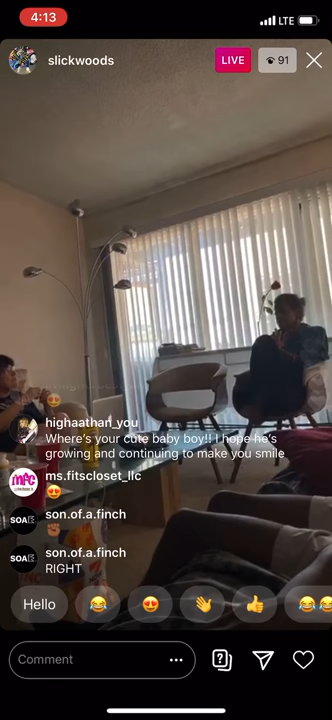 4:13
LTE
slickwoods
LIVE
91
highaathan_you
Where's your cute baby boy!! I hope he's
growing and continuing to make you smile
ms.fitscloset_llc
son.of.a.finch
son.of.a.finch
RIGHT
Hello
Comment